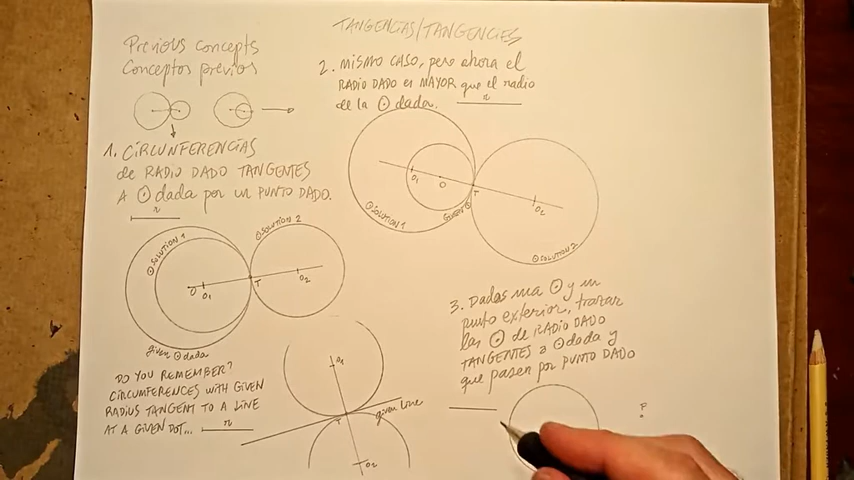 TANGENCIAS/TANGENCIES
Previous concepts
Conceptos previos
1. CIRCUNFERENCIAS
de RADIO DADO TANGENTES
A ⊙ dada por un PUNTO DADO.
r
⊙ SOLUTION 1
⊙ SOLUTION 2
O
O1
T
O2
given ⊙ dada
DO YOU REMEMBER?
CIRCUMFERENCES WITH GIVEN
RADIUS TANGENT TO A LINE
AT A GIVEN DOT...
r
O1
given line
T
O2
2. MISMO CASO, pero ahora el
RADIO DADO es MAYOR que el radio
de la ⊙ dada.
r
O1
O
T
O2
⊙ SOLUTION 1
Given ⊙
⊙ SOLUTION 2
3. Dadas una ⊙ y un
punto exterior, trazar
las ⊙ de RADIO DADO
TANGENTES a ⊙ dada y
que pasen por PUNTO DADO
P